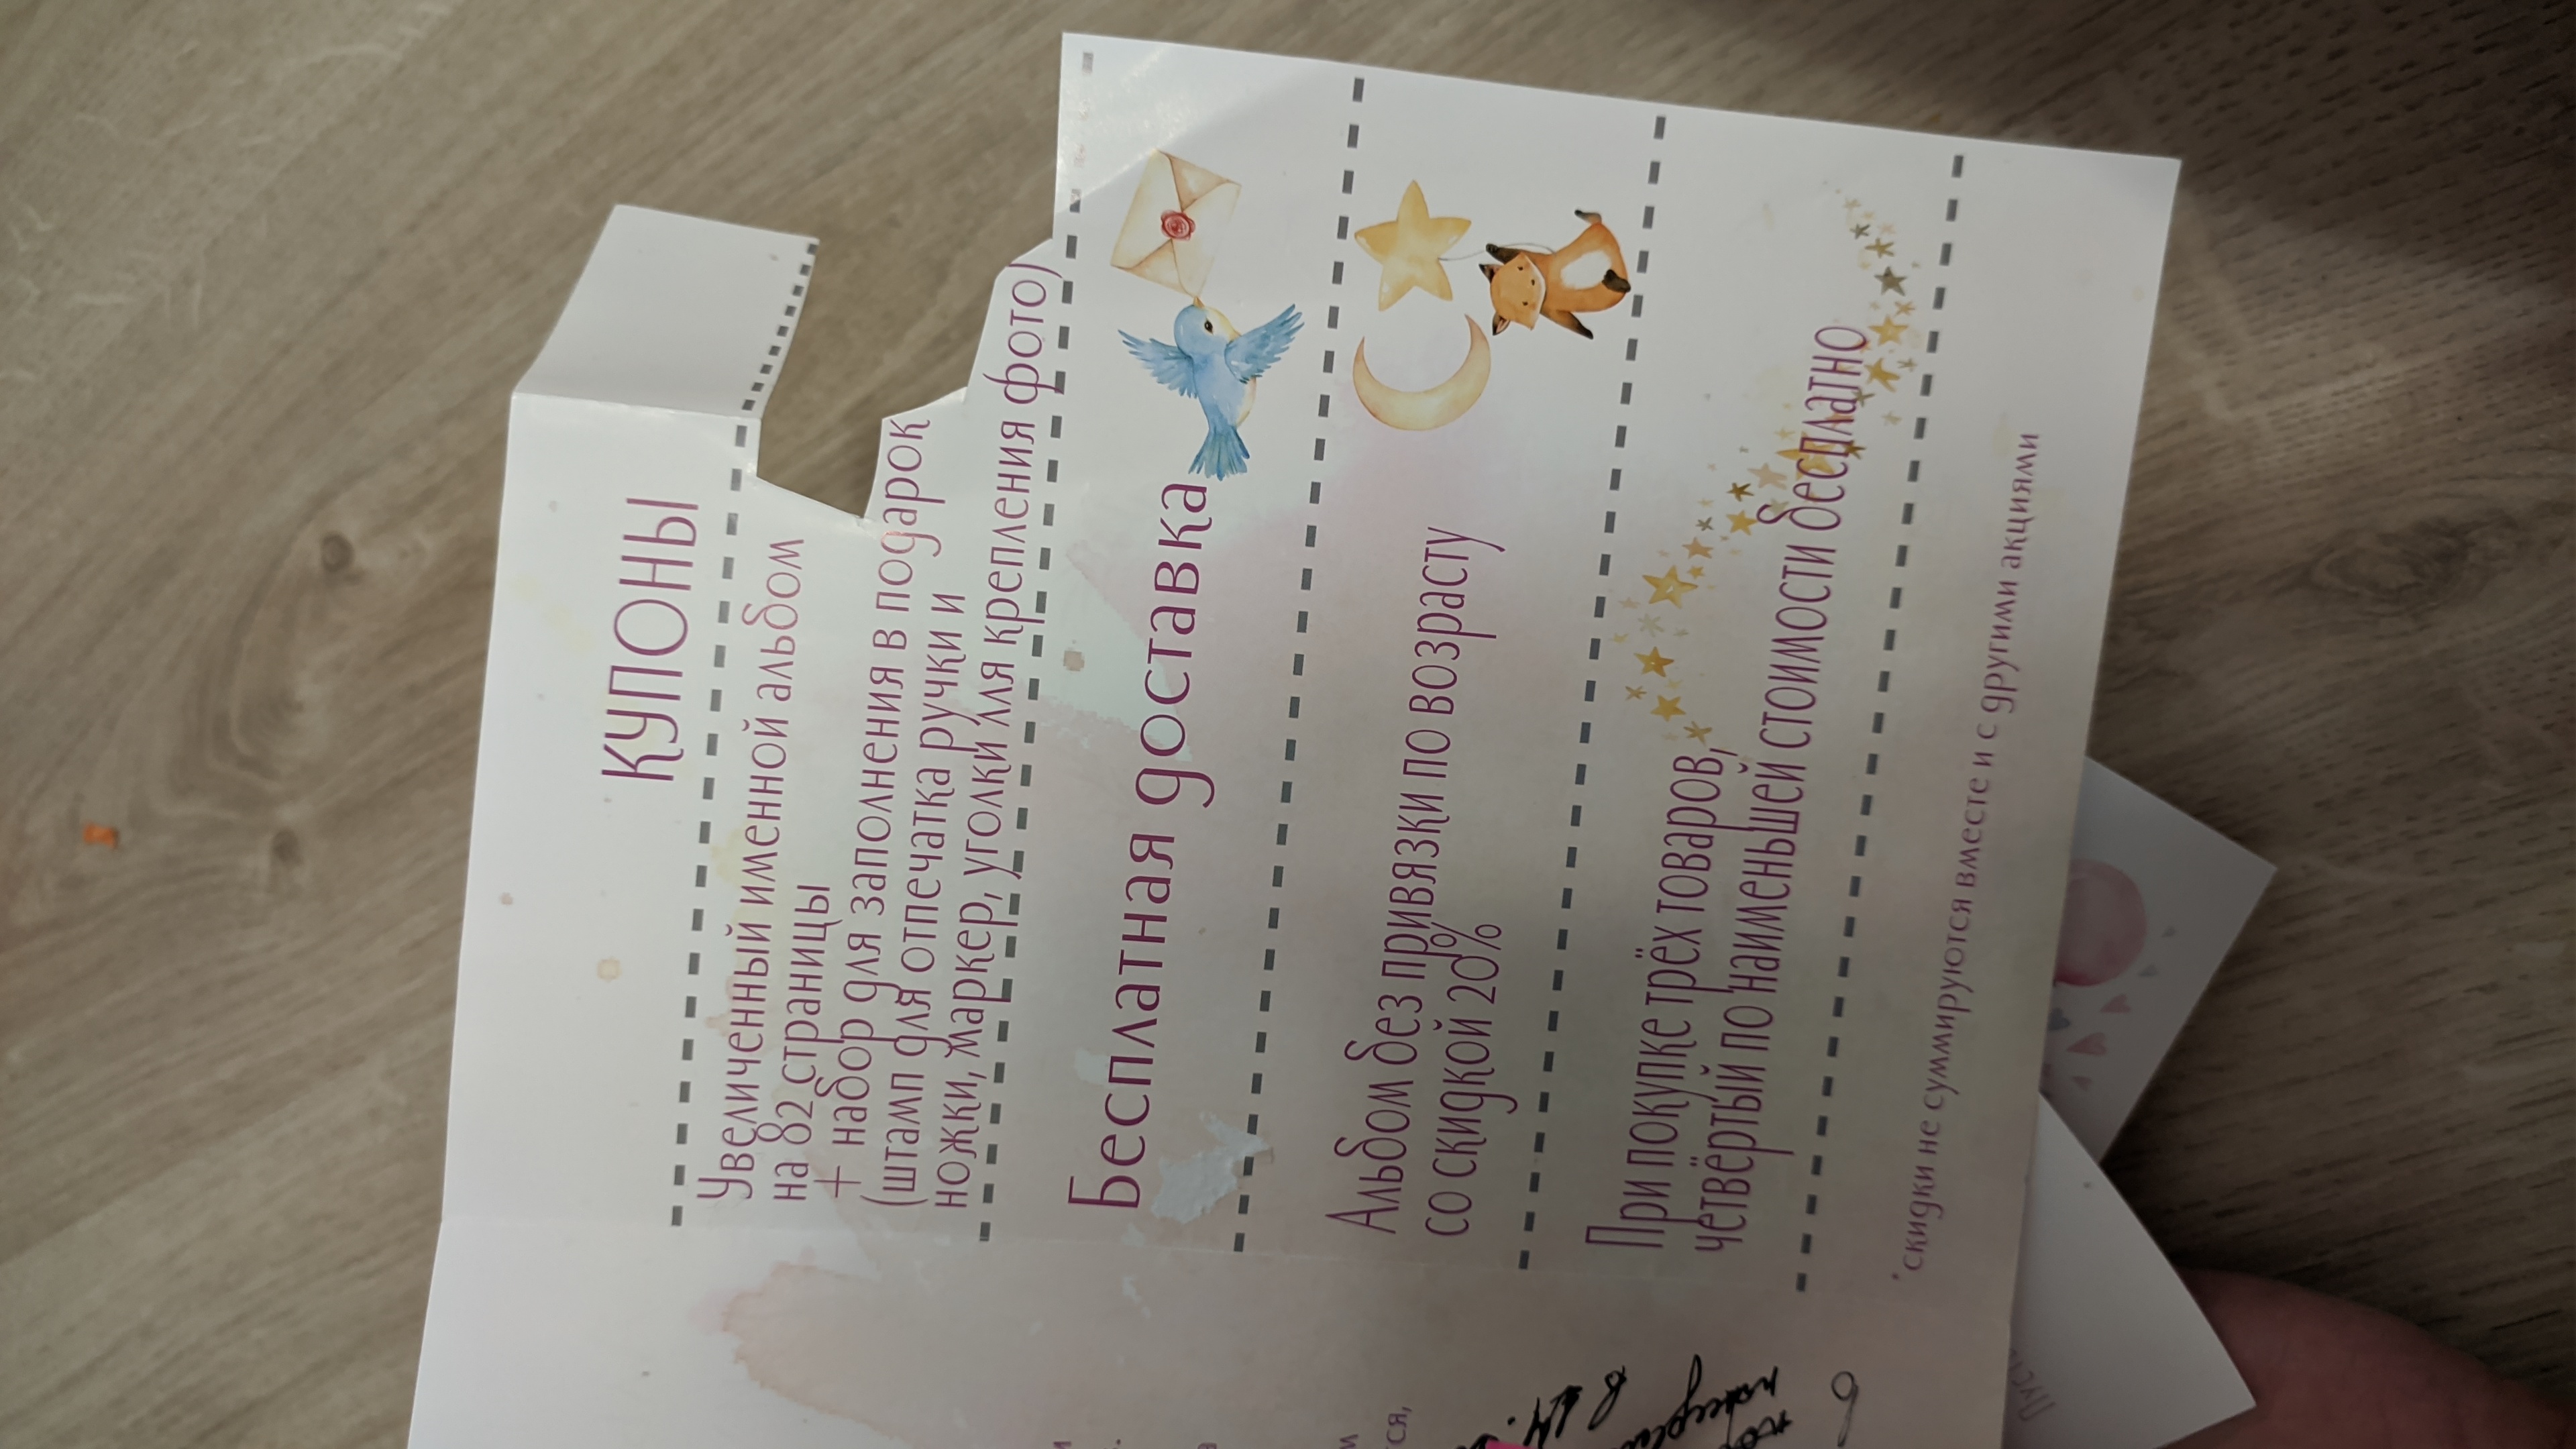 КУПОНЫ
Увеличенный именной альбом
на 82 страницы
+ набор для заполнения в подарок
(штамп для отпечатка ручки и
ножки, маркер, уголки для крепления фото)
Бесплатная доставка
Альбом без привязки по возрасту
со скидкой 20%
При покупке трёх товаров,
четвёртый по наименьшей стоимости бесплатно
*скидки не суммируются вместе и с другими акциями